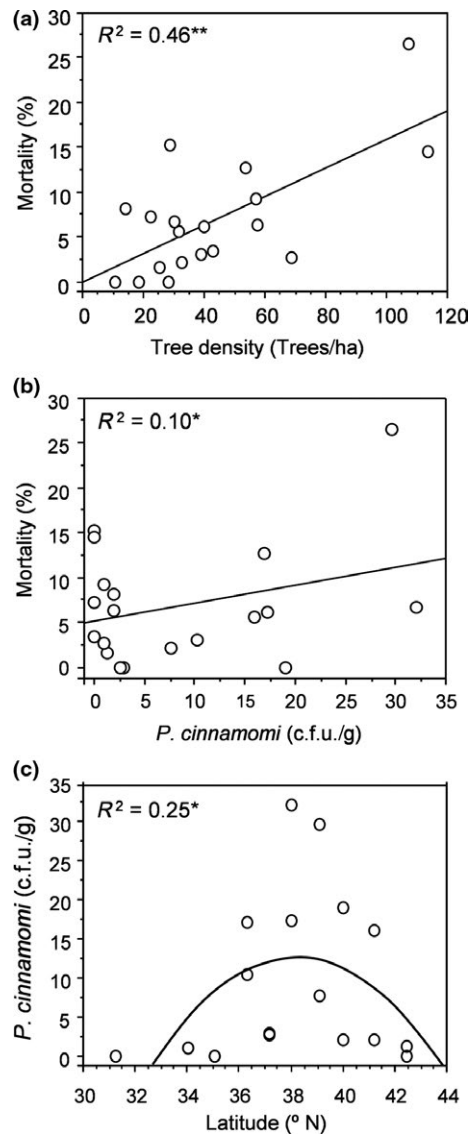 (a)
R² = 0.46**
Mortality (%)
30
25
20
15
10
5
0
0 20 40 60 80 100 120
Tree density (Trees/ha)
(b)
R² = 0.10*
Mortality (%)
30
25
20
15
10
5
0
0 5 10 15 20 25 30 35
P. cinnamomi (c.f.u./g)
(c)
R² = 0.25*
P. cinnamomi (c.f.u./g)
35
30
25
20
15
10
5
0
30 32 34 36 38 40 42 44
Latitude (° N)